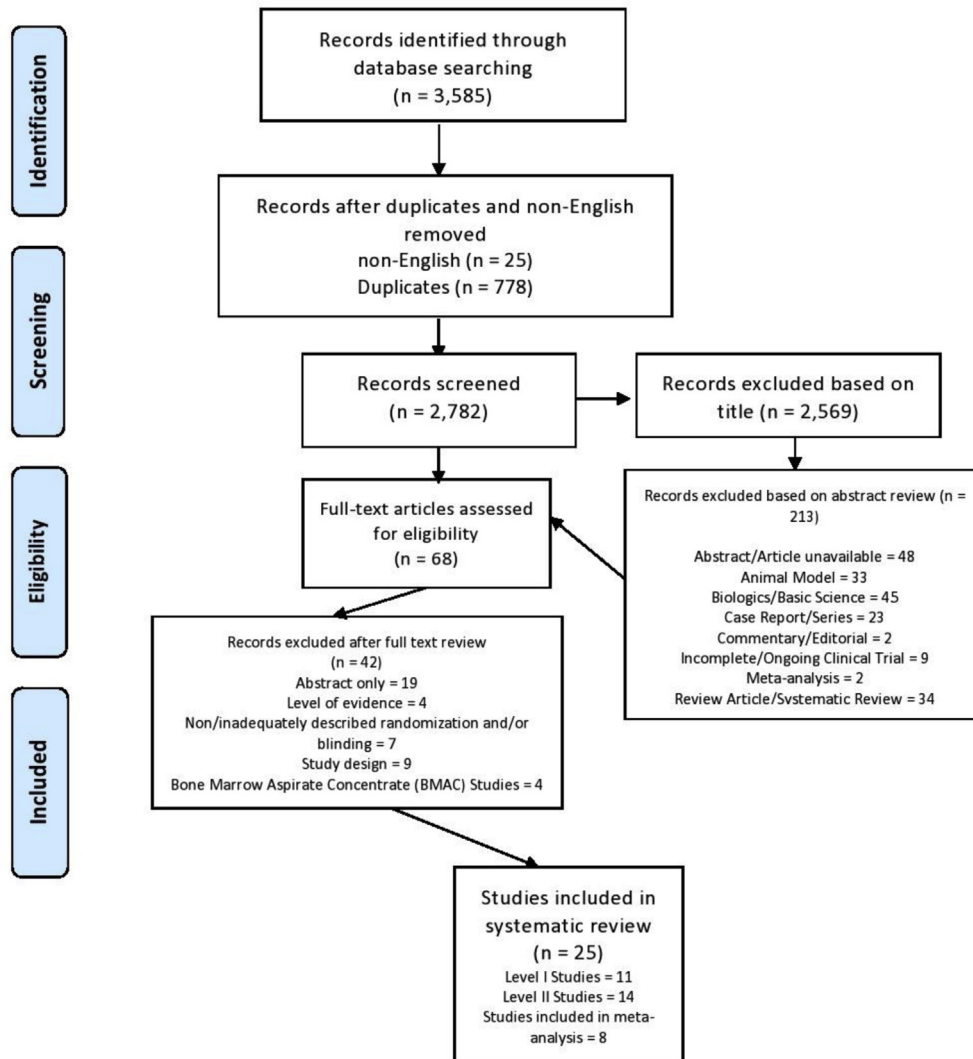 Identification
Screening
Eligibility
Included
Records identified through
database searching
(n = 3,585)
Records after duplicates and non-English
removed
non-English (n = 25)
Duplicates (n = 778)
Records screened
(n = 2,782)
Records excluded based on
title (n = 2,569)
Full-text articles assessed
for eligibility
(n = 68)
Records excluded based on abstract review (n =
213)
Abstract/Article unavailable = 48
Animal Model = 33
Biologics/Basic Science = 45
Case Report/Series = 23
Commentary/Editorial = 2
Incomplete/Ongoing Clinical Trial = 9
Meta-analysis = 2
Review Article/Systematic Review = 34
Records excluded after full text review
(n = 42)
Abstract only = 19
Level of evidence = 4
Non/inadequately described randomization and/or
blinding = 7
Study design = 9
Bone Marrow Aspirate Concentrate (BMAC) Studies = 4
Studies included in
systematic review
(n = 25)
Level I Studies = 11
Level II Studies = 14
Studies included in meta-
analysis = 8